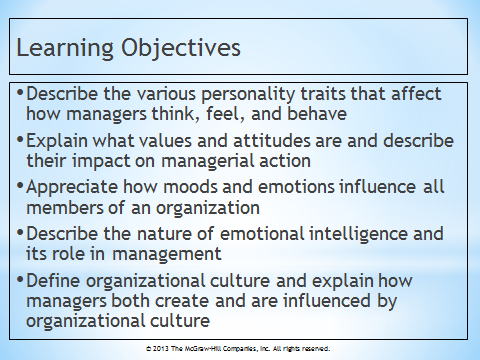 Learning Objectives
•Describe the various personality traits that affect
how managers think, feel, and behave
•Explain what values and attitudes are and describe
their impact on managerial action
•Appreciate how moods and emotions influence all
members of an organization
•Describe the nature of emotional intelligence and
its role in management
•Define organizational culture and explain how
managers both create and are influenced by
organizational culture
© 2013 The McGraw-Hill Companies, Inc. All rights reserved.